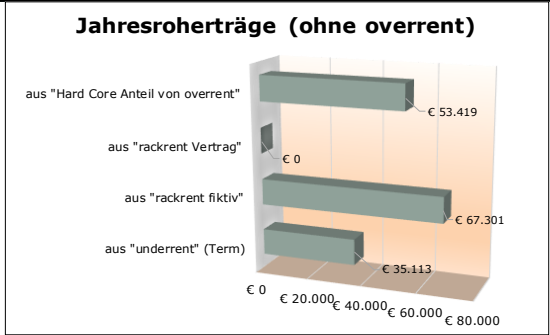 Jahresroherträge (ohne overrent)
aus "Hard Core Anteil von overrent"
€ 53.419
aus "rackrent Vertrag"
€ 0
aus "rackrent fiktiv"
€ 67.301
aus "underrent" (Term)
€ 35.113
€ 0
€ 20.000
€ 40.000
€ 60.000
€ 80.000